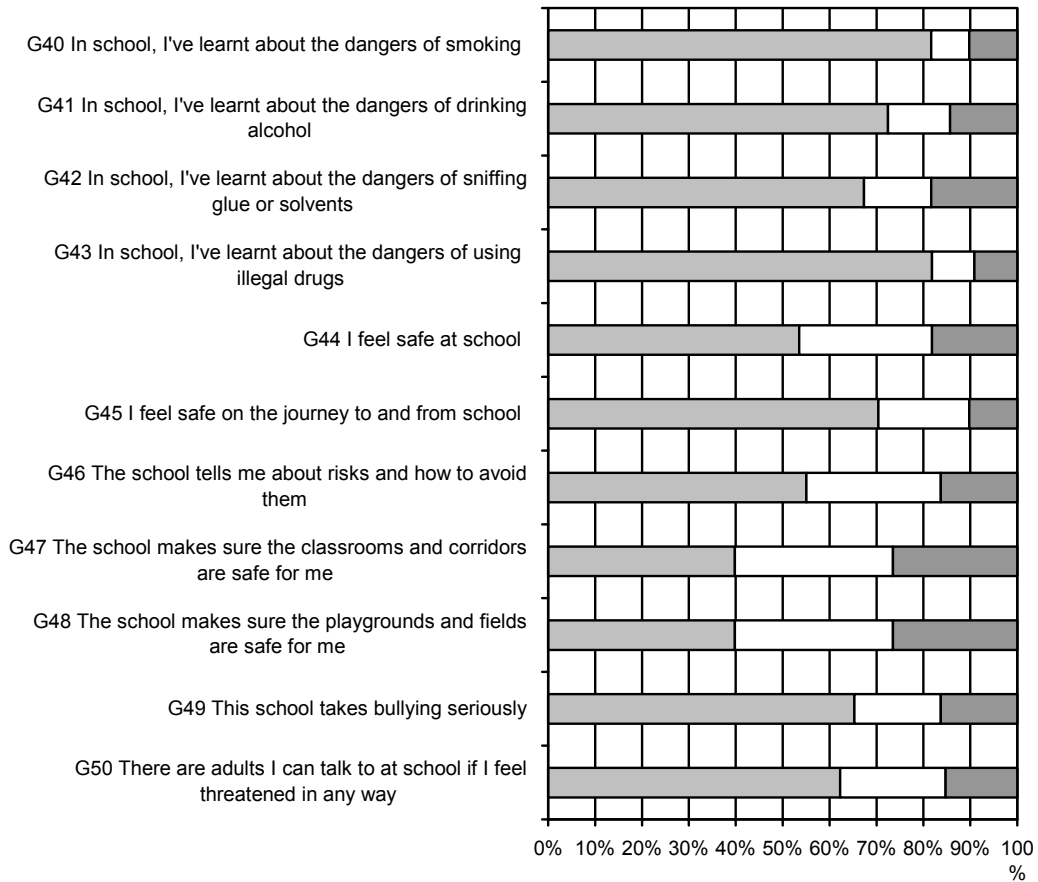 G40 In school, I've learnt about the dangers of smoking
G41 In school, I've learnt about the dangers of drinking
alcohol
G42 In school, I've learnt about the dangers of sniffing
glue or solvents
G43 In school, I've learnt about the dangers of using
illegal drugs
G44 I feel safe at school
G45 I feel safe on the journey to and from school
G46 The school tells me about risks and how to avoid
them
G47 The school makes sure the classrooms and corridors
are safe for me
G48 The school makes sure the playgrounds and fields
are safe for me
G49 This school takes bullying seriously
G50 There are adults I can talk to at school if I feel
threatened in any way
0% 10% 20% 30% 40% 50% 60% 70% 80% 90% 100
%